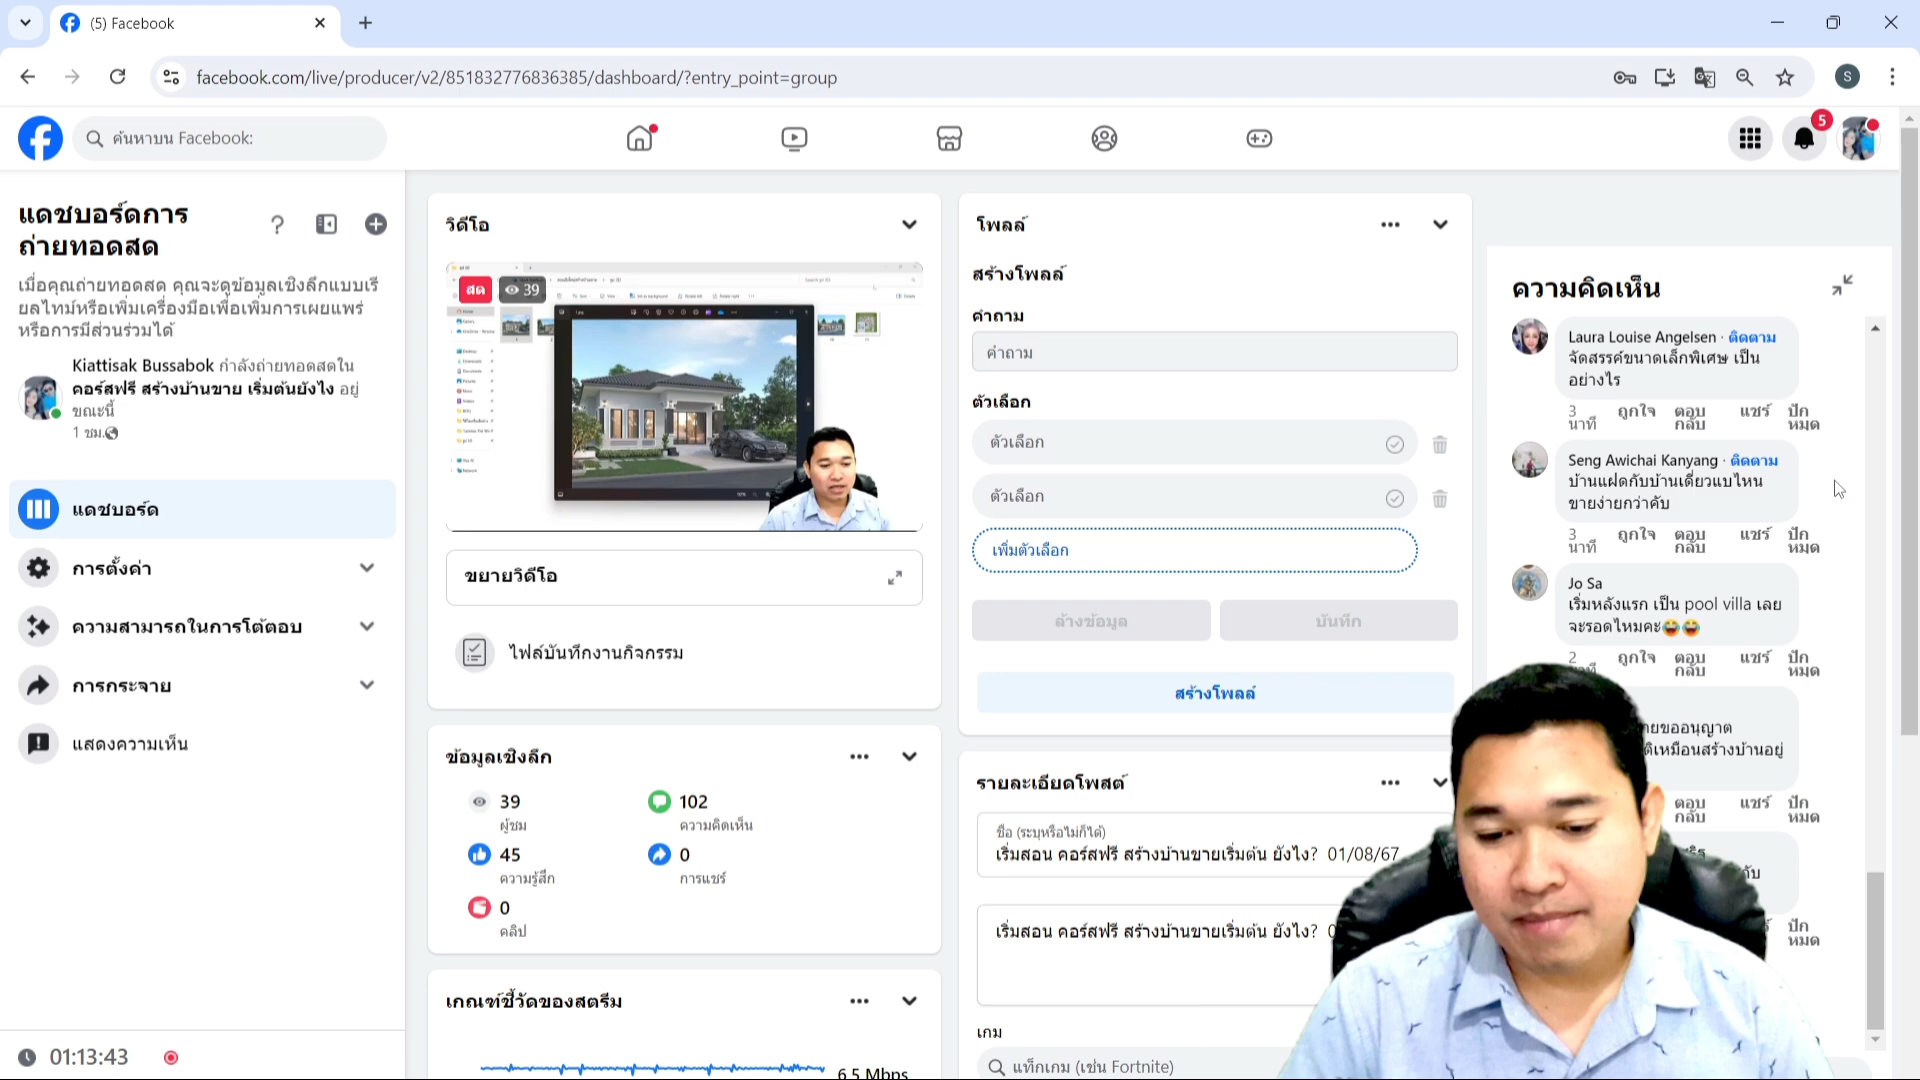 (5) Facebook
facebook.com/live/producer/v2/851832776836385/dashboard/?entry_point=group
S
ค้นหาบน Facebook:
5
แดชบอร์ดการ
ถ่ายทอดสด
เมื่อคุณถ่ายทอดสด คุณจะดูข้อมูลเชิงลึกแบบเรี
ยลไทม์หรือเพิ่มเครื่องมือเพื่อเพิ่มการเผยแพร่
หรือการมีส่วนร่วมได้
Kiattisak Bussabok กำลังถ่ายทอดสดใน
คอร์สฟรี สร้างบ้านขาย เริ่มต้นยังไง อยู่
ขณะนี้
1 ชม.
แดชบอร์ด
การตั้งค่า
ความสามารถในการโต้ตอบ
การกระจาย
แสดงความเห็น
01:13:43
วิดีโอ
สด
39
ขยายวิดีโอ
ไฟล์บันทึกงานกิจกรรม
ข้อมูลเชิงลึก
39
ผู้ชม
102
ความคิดเห็น
45
ความรู้สึก
0
การแชร์
0
คลิป
เกณฑ์ชี้วัดของสตรีม
6.5 Mbps
โพลล์
สร้างโพลล์
คำถาม
คำถาม
ตัวเลือก
ตัวเลือก
ตัวเลือก
เพิ่มตัวเลือก
ล้างข้อมูล
บันทึก
สร้างโพลล์
รายละเอียดโพสต์
ชื่อ (ระบุหรือไม่ก็ได้)
เริ่มสอน คอร์สฟรี สร้างบ้านขายเริ่มต้น ยังไง? 01/08/67
เริ่มสอน คอร์สฟรี สร้างบ้านขายเริ่มต้น ยังไง? 0
เกม
แท็กเกม (เช่น Fortnite)
ความคิดเห็น
Laura Louise Angelsen · ติดตาม
จัดสรรค์ขนาดเล็กพิเศษ เป็น
อย่างไร
3 นาที ถูกใจ ตอบกลับ แชร์ ปักหมุด
Seng Awichai Kanyang · ติดตาม
บ้านแฝดกับบ้านเดี่ยวแบไหน
ขายง่ายกว่าคับ
3 นาที ถูกใจ ตอบกลับ แชร์ ปักหมุด
Jo Sa
เริ่มหลังแรก เป็น pool villa เลย
จะรอดไหมคะ😂😂
2 นาที ถูกใจ ตอบกลับ แชร์ ปักหมุด
ขออนุญาต
เหมือนสร้างบ้านอยู่
ตอบกลับ แชร์ ปักหมุด
ปักหมุด